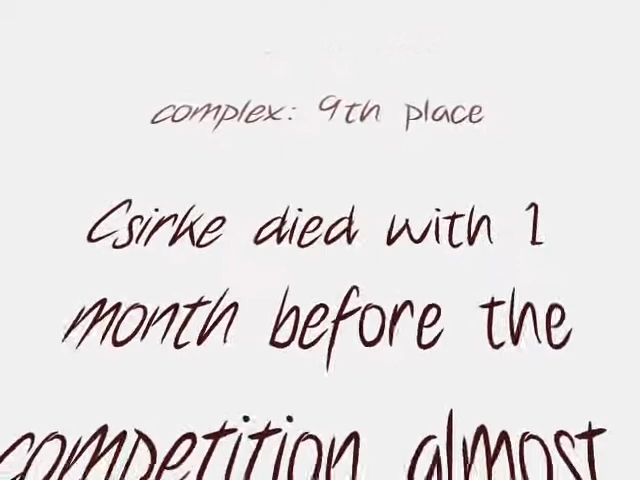 complex: 9th place
Csirke died with 1
month before the
competition almost